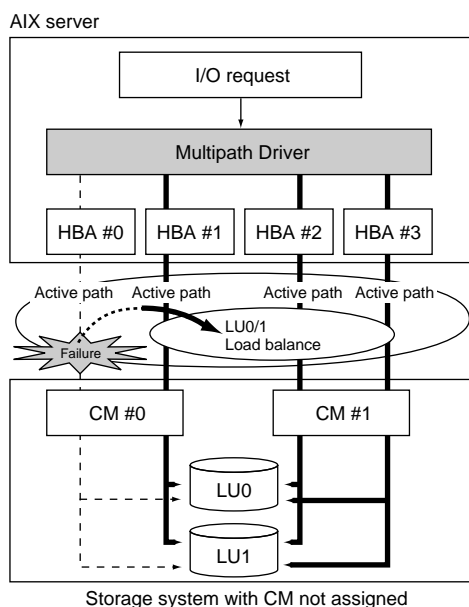 AIX server
I/O request
Multipath Driver
HBA #0
HBA #1
HBA #2
HBA #3
Active path
Active path
Active path
Active path
LU0/1
Load balance
Failure
CM #0
CM #1
LU0
LU1
Storage system with CM not assigned